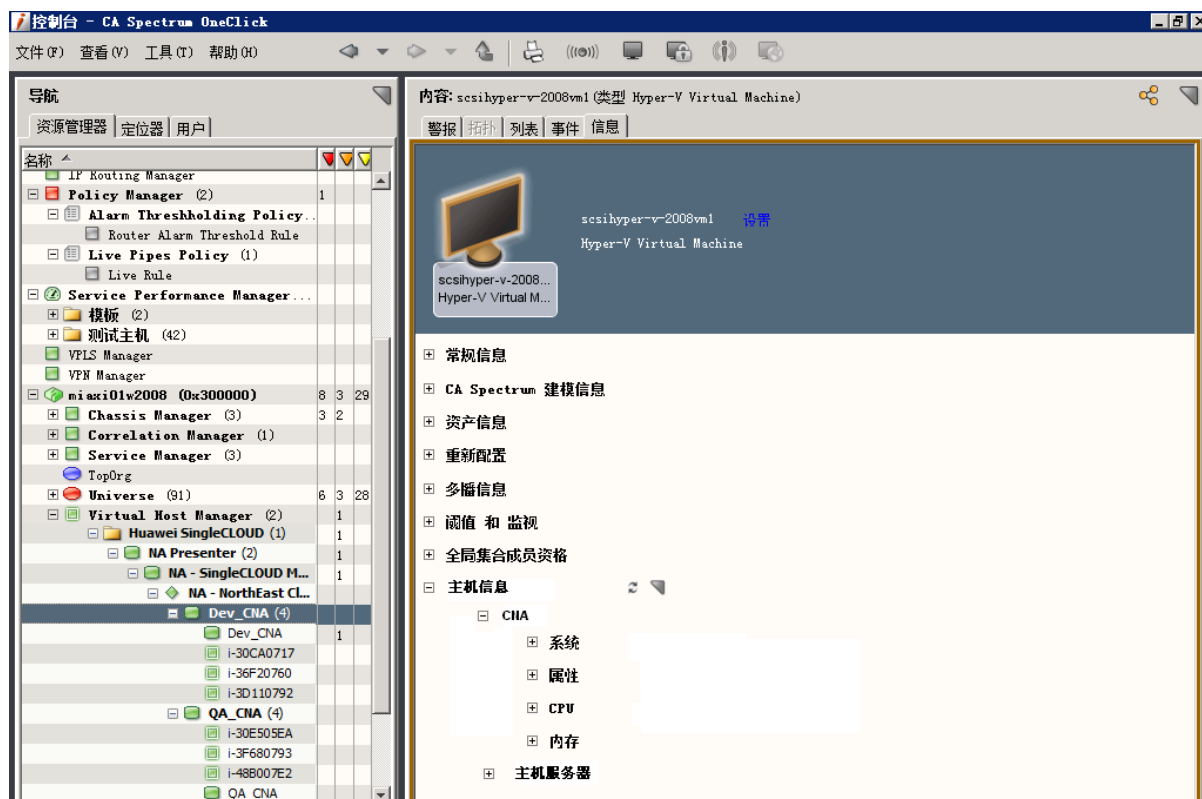 控制台 - CA Spectrum OneClick
文件(F) 查看(V) 工具(T) 帮助(H)
导航
资源管理器 定位器 用户
名称
IP Routing Manager
Policy Manager (2) 1
Alarm Threshholding Policy..
Router Alarm Threshold Rule
Live Pipes Policy (1)
Live Rule
Service Performance Manager...
模板 (2)
测试主机 (42)
VPLS Manager
VPN Manager
miaxi01w2008 (0x300000) 8 3 29
Chassis Manager (3) 3 2
Correlation Manager (1)
Service Manager (3)
TopOrg
Universe (91) 6 3 28
Virtual Host Manager (2) 1
Huawei SingleCLOUD (1) 1
NA Presenter (2) 1
NA - SingleCLOUD M... 1
NA - NorthEast Cl...
Dev_CNA (4)
Dev_CNA 1
i-30CA0717
i-36F20760
i-3D110792
QA_CNA (4)
i-30E505EA
i-3F680793
i-48B007E2
QA CNA
内容: scsihyper-v-2008vm1(类型 Hyper-V Virtual Machine)
警报 拓扑 列表 事件 信息
scsihyper-v-2008vm1 设置
Hyper-V Virtual Machine
scsihyper-v-2008...
Hyper-V Virtual M...
常规信息
CA Spectrum 建模信息
资产信息
重新配置
多播信息
阈值 和 监视
全局集合成员资格
主机信息
CNA
系统
属性
CPU
内存
主机服务器